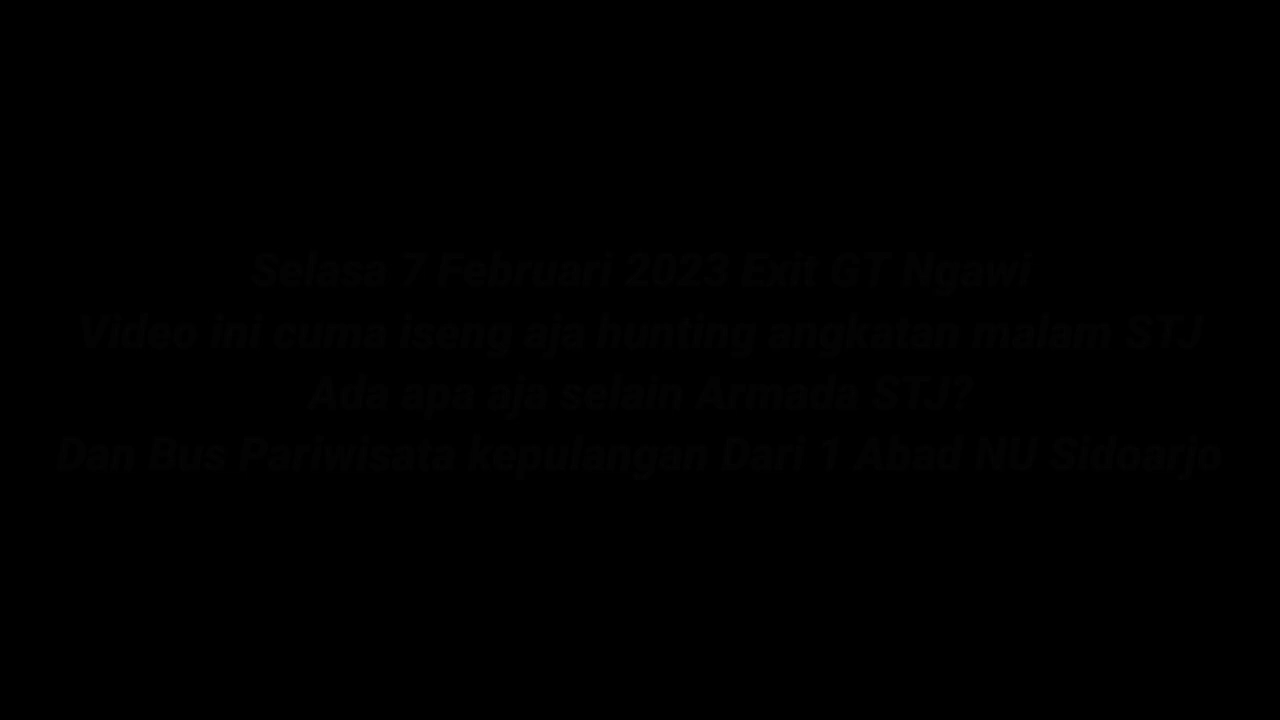 Selasa 7 Februari 2023 Exit GT Ngawi
Video ini cuma iseng aja hunting angkatan malam STJ
Ada apa aja selain Armada STJ?
Dan Bus Pariwisata kepulangan Dari 1 Abad NU Sidoarjo